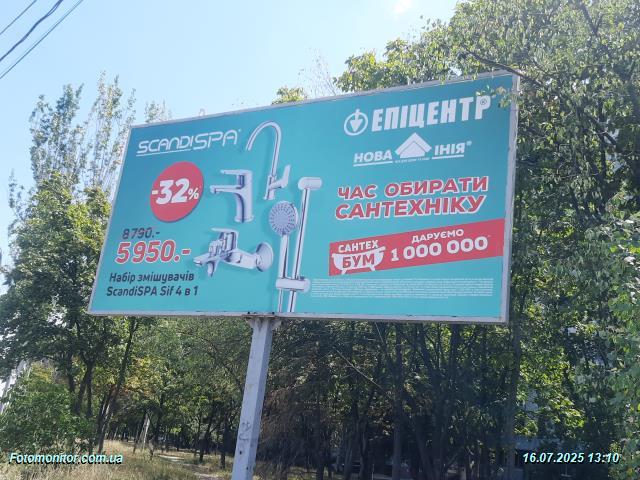 SCANDISPA®
ЕПІЦЕНТР®
НОВА ЛІНІЯ®
-32%
8790.-
5950.-
Набір змішувачів
ScandiSPA Sif 4 в 1
ЧАС ОБИРАТИ
САНТЕХНІКУ
САНТЕХ
БУМ
ДАРУЄМО
1 000 000*
Fotomonitor.com.ua
16.07.2025 13:10